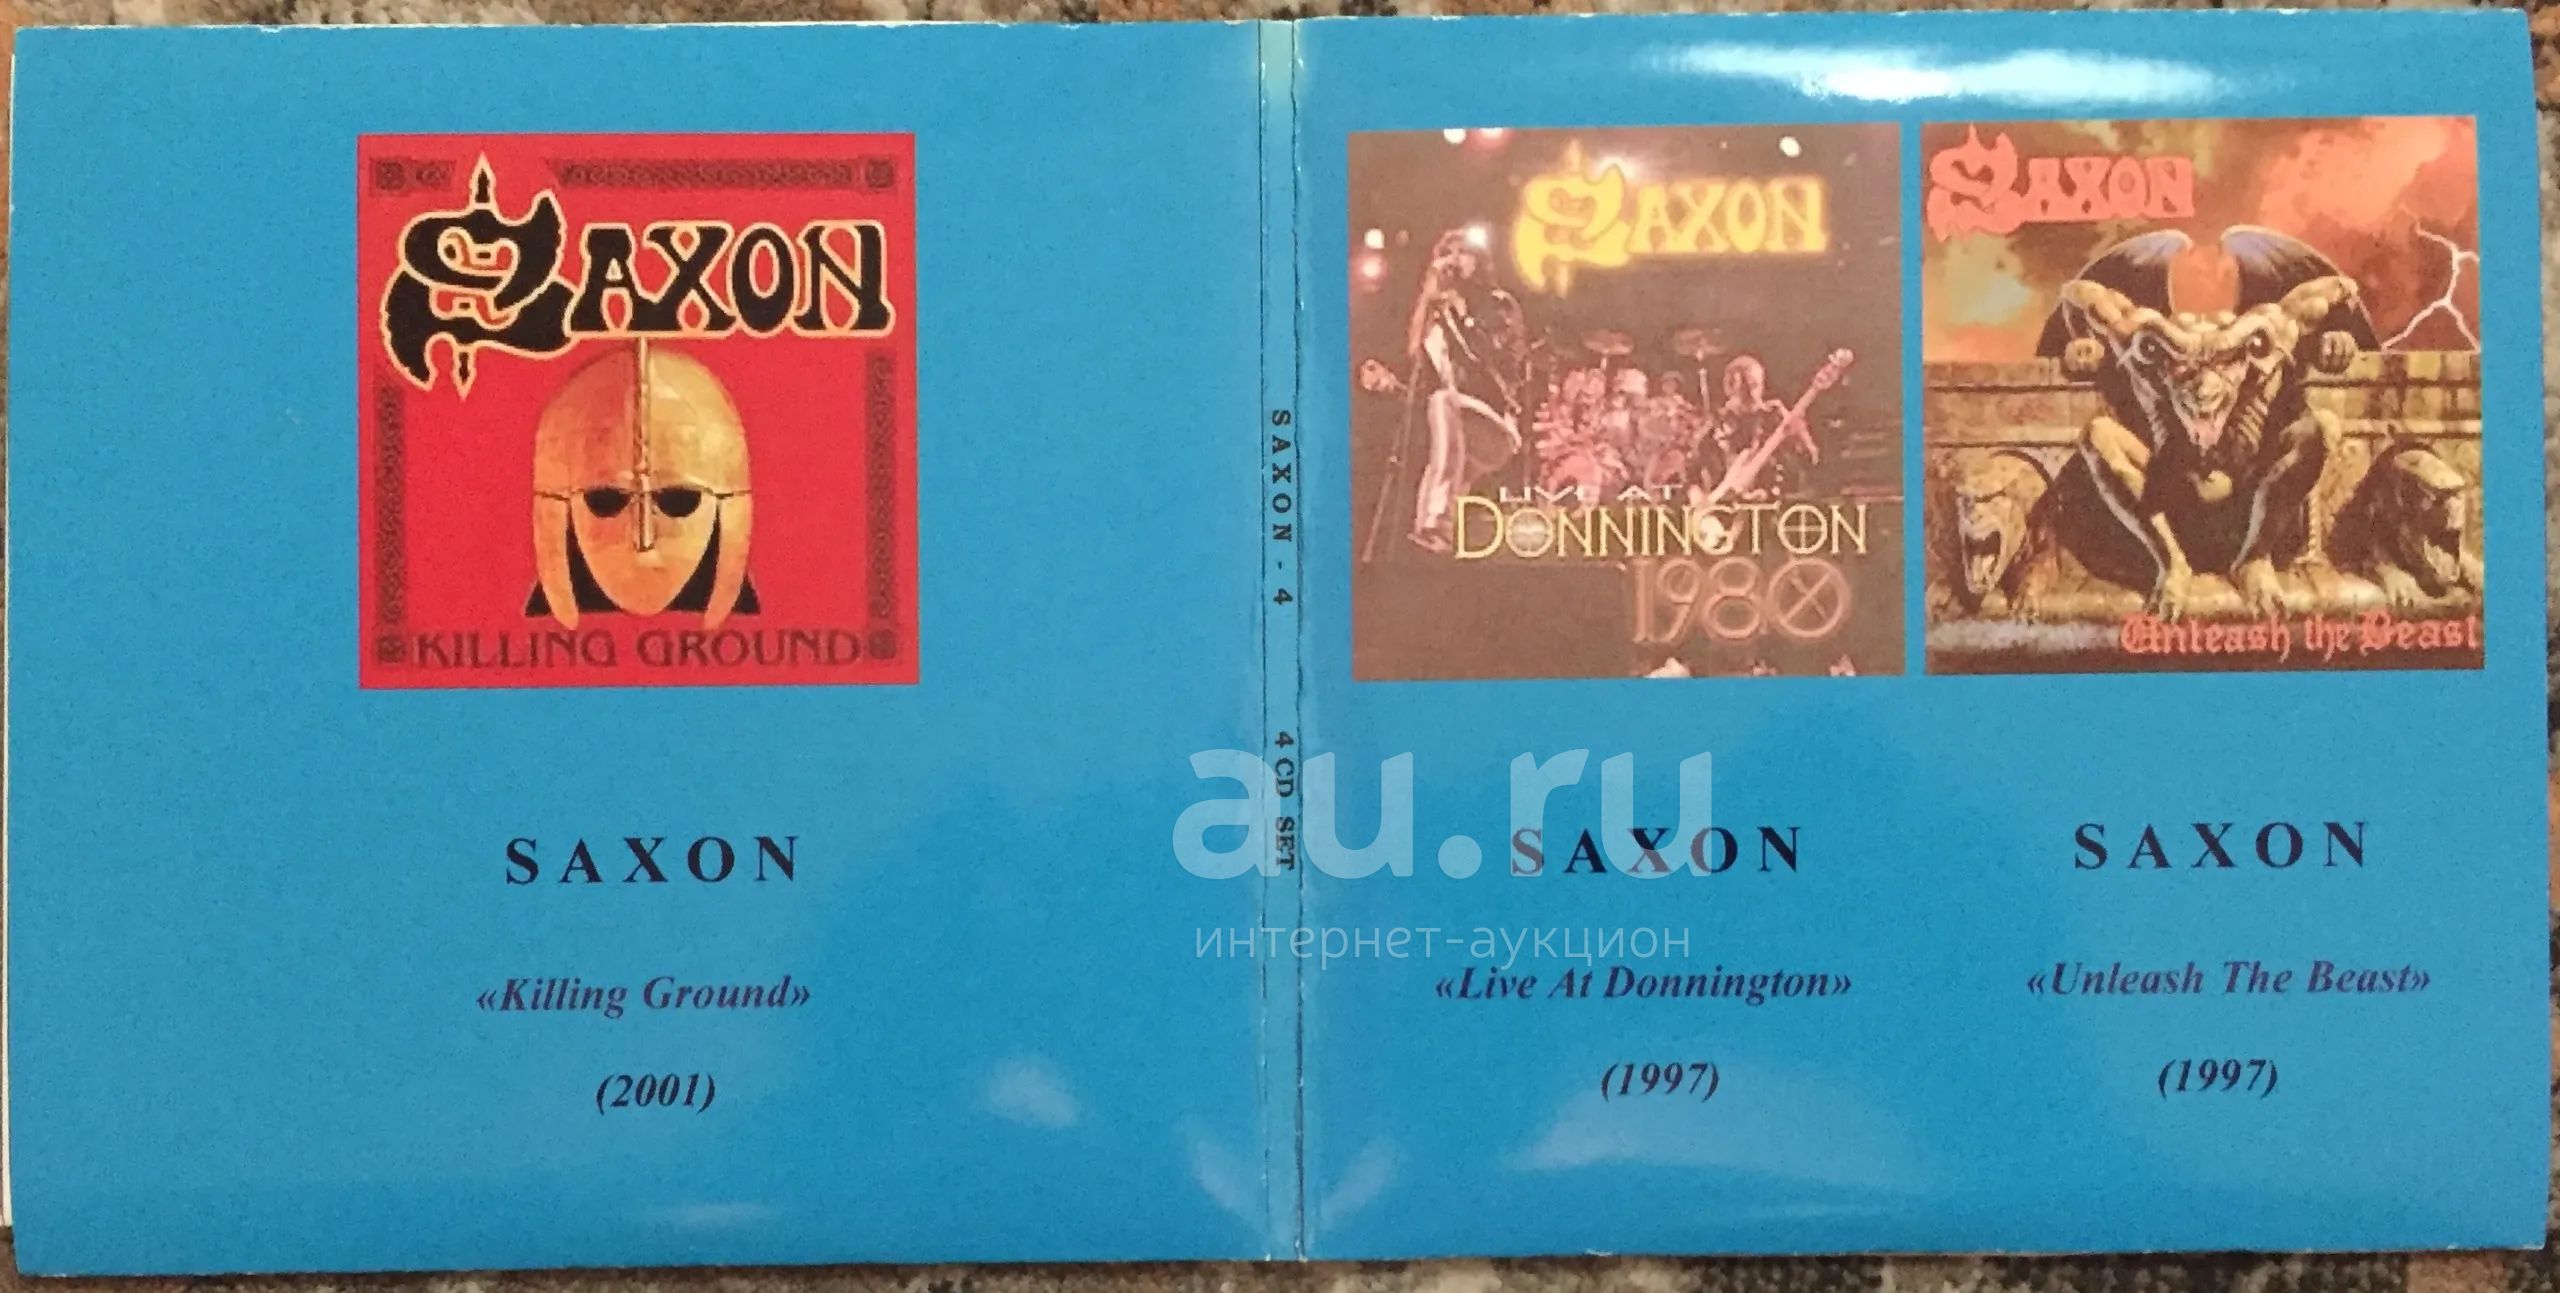 SAXON
KILLING GROUND
SAXON
«Killing Ground»
(2001)
SAXON - 4
4 CD SET
SAXON
LIVE AT
DONNINGTON
1980
SAXON
«Live At Donnington»
(1997)
SAXON
Unleash the Beast
SAXON
«Unleash The Beast»
(1997)
au.ru
интернет-аукцион